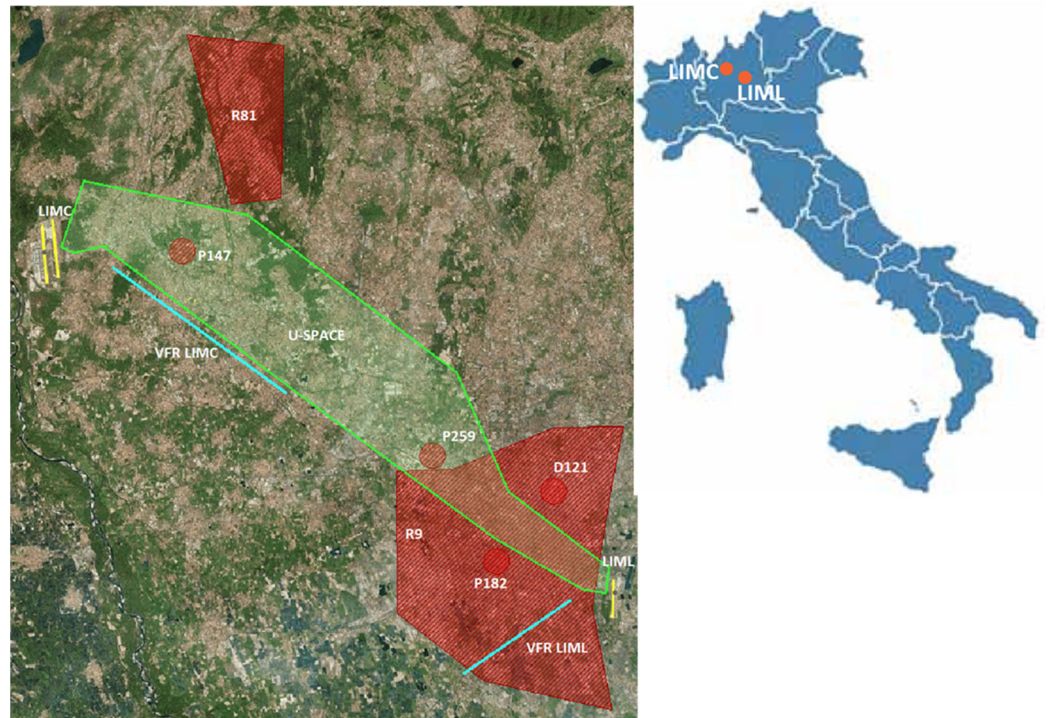 R81
LIMC
P147
U-SPACE
VFR LIMC
P259
D121
R9
P182
LIML
VFR LIML
LIMC
LIML